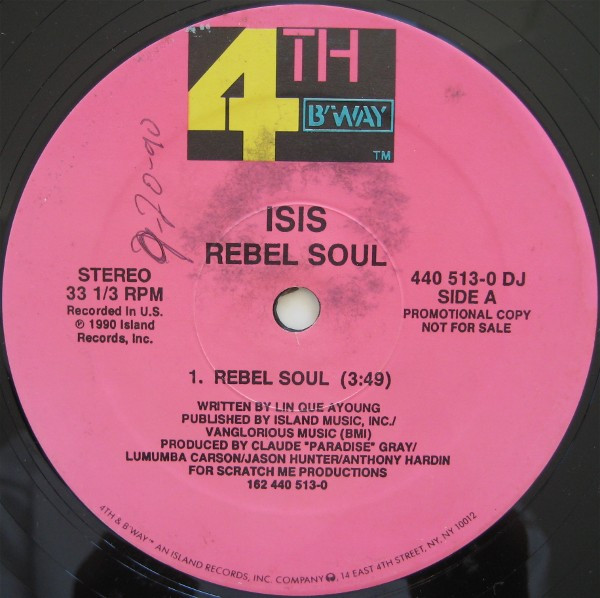 4TH
B'WAY
TM
9-20-90
ISIS
REBEL SOUL
STEREO
33 1/3 RPM
Recorded in U.S.
℗ 1990 Island
Records, Inc.
440 513-0 DJ
SIDE A
PROMOTIONAL COPY
NOT FOR SALE
1. REBEL SOUL (3:49)
WRITTEN BY LIN QUE AYOUNG
PUBLISHED BY ISLAND MUSIC, INC./
VANGLORIOUS MUSIC (BMI)
PRODUCED BY CLAUDE "PARADISE" GRAY/
LUMUMBA CARSON/JASON HUNTER/ANTHONY HARDIN
FOR SCRATCH ME PRODUCTIONS
162 440 513-0
4TH & B'WAY™ AN ISLAND RECORDS, INC. COMPANY, 14 EAST 4TH STREET, NY, NY 10012